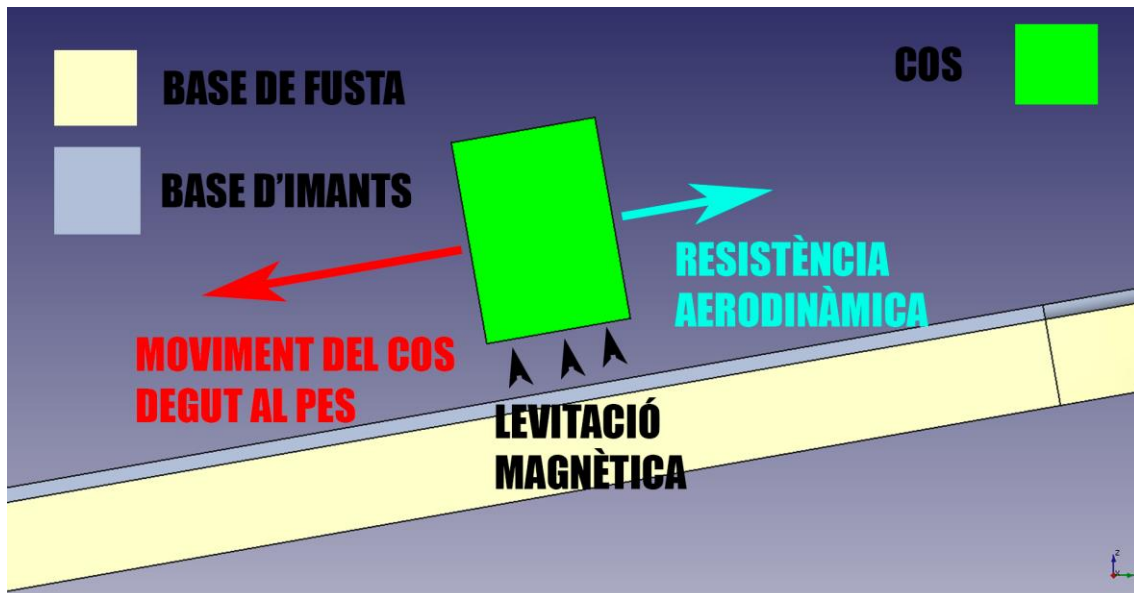 BASE DE FUSTA
COS
BASE D'IMANTS
RESISTÈNCIA
AERODINÀMICA
MOVIMENT DEL COS
DEGUT AL PES
LEVITACIÓ
MAGNÈTICA
z